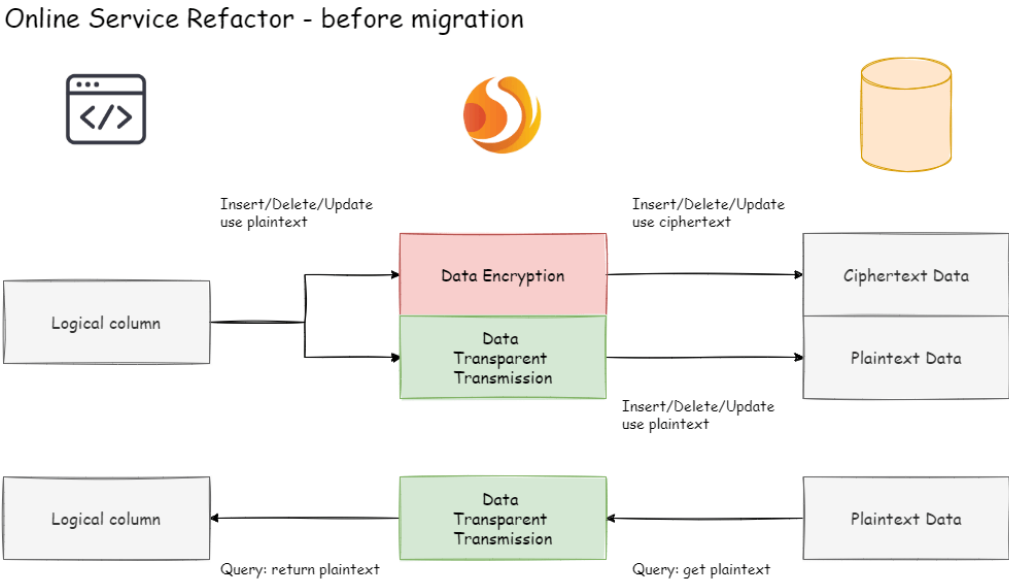 Online Service Refactor - before migration
</>
Insert/Delete/Update
use plaintext
Insert/Delete/Update
use ciphertext
Logical column
Data Encryption
Ciphertext Data
Data
Transparent
Transmission
Plaintext Data
Insert/Delete/Update
use plaintext
Logical column
Data
Transparent
Transmission
Plaintext Data
Query: return plaintext
Query: get plaintext